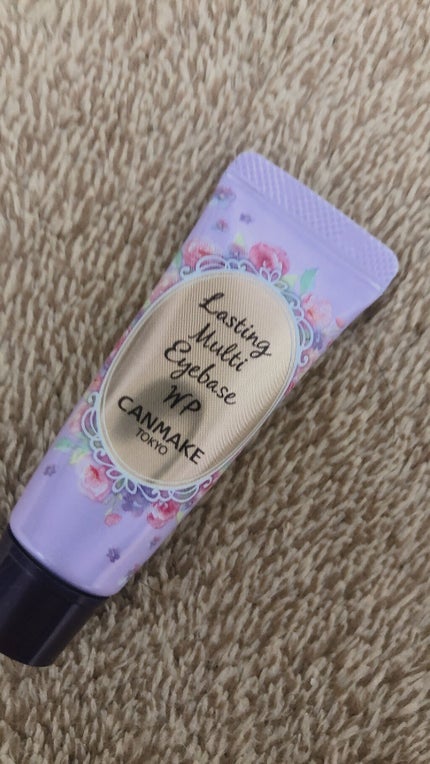 Lasting
Multi
Eyebase
WP
CANMAKE
TOKYO